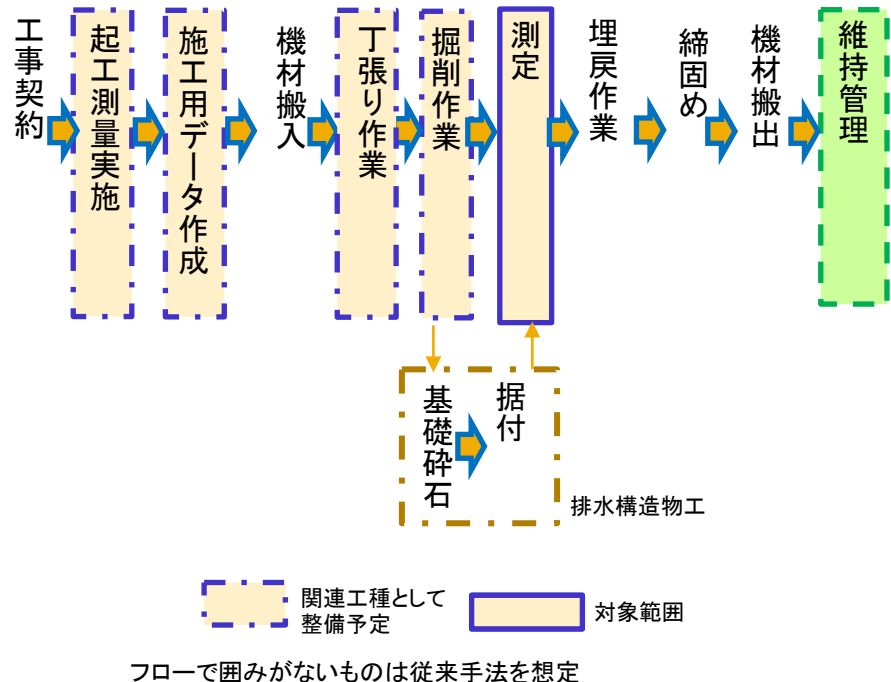 工事契約
起工測量実施
施工用データ作成
機材搬入
丁張り作業
掘削作業
測定
埋戻作業
締固め
機材搬出
維持管理
基礎砕石
据付
排水構造物工
関連工種として
整備予定
対象範囲
フローで囲みがないものは従来手法を想定